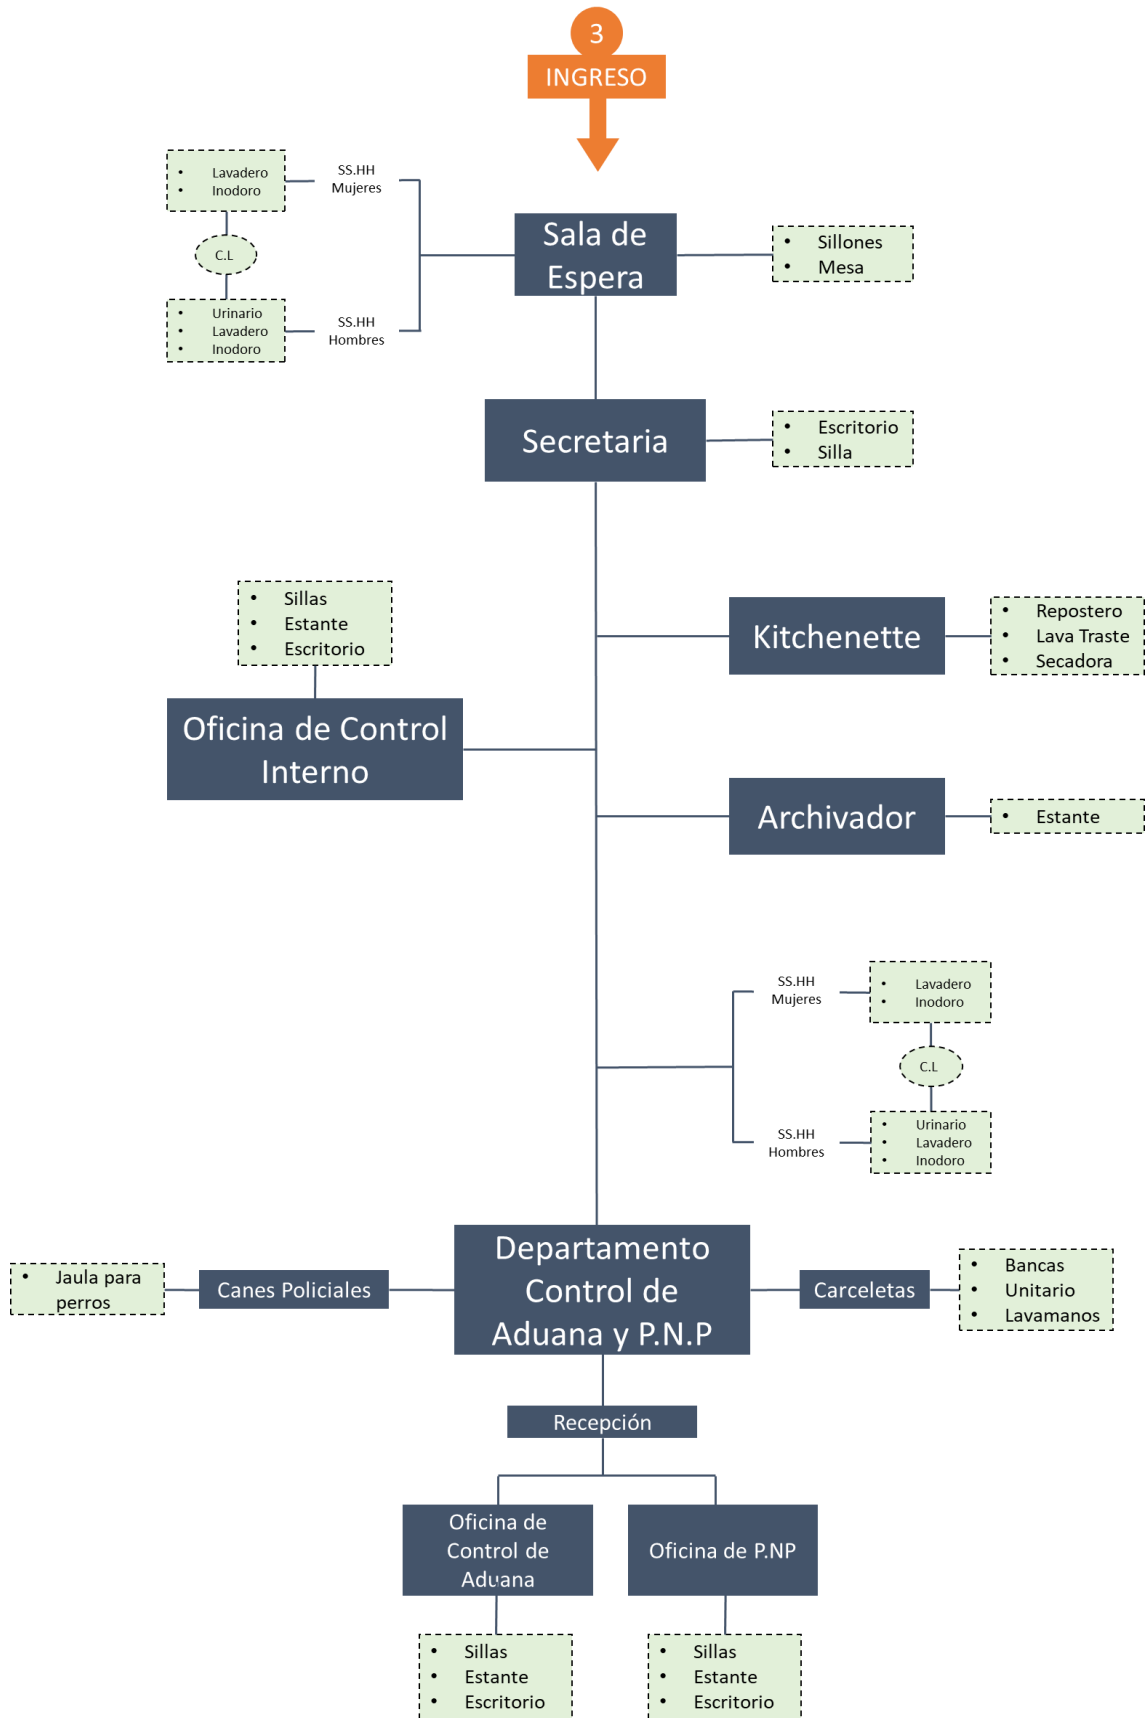 3
INGRESO
• Lavadero
• Inodoro
SS.HH
Mujeres
C.L
• Urinario
• Lavadero
• Inodoro
SS.HH
Hombres
Sala de
Espera
• Sillones
• Mesa
Secretaria
• Escritorio
• Silla
• Sillas
• Estante
• Escritorio
Oficina de Control
Interno
Kitchenette
• Repostero
• Lava Traste
• Secadora
Archivador
• Estante
SS.HH
Mujeres
• Lavadero
• Inodoro
C.L
SS.HH
Hombres
• Urinario
• Lavadero
• Inodoro
• Jaula para
perros
Canes Policiales
Departamento
Control de
Aduana y P.N.P
Carceletas
• Bancas
• Unitario
• Lavamanos
Recepción
Oficina de
Control de
Aduana
Oficina de P.NP
• Sillas
• Estante
• Escritorio
• Sillas
• Estante
• Escritorio